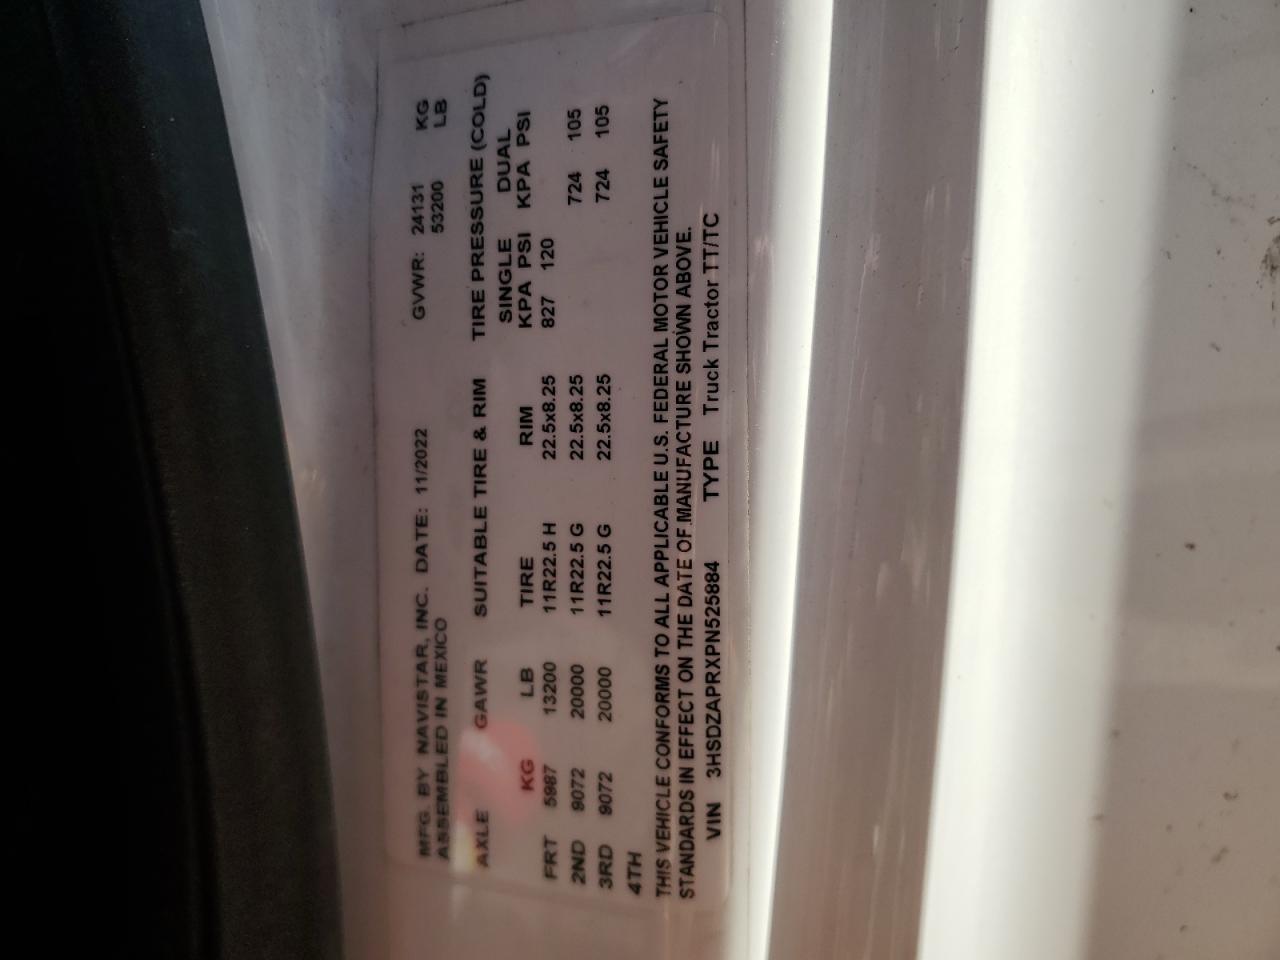 MFG. BY NAVISTAR, INC. DATE: 11/2022 GVWR: 24131 KG
ASSEMBLED IN MEXICO 53200 LB
AXLE GAWR SUITABLE TIRE & RIM TIRE PRESSURE (COLD)
SINGLE DUAL
KG LB TIRE RIM KPA PSI KPA PSI
FRT 5987 13200 11R22.5 H 22.5x8.25 827 120
2ND 9072 20000 11R22.5 G 22.5x8.25 724 105
3RD 9072 20000 11R22.5 G 22.5x8.25 724 105
4TH
THIS VEHICLE CONFORMS TO ALL APPLICABLE U.S. FEDERAL MOTOR VEHICLE SAFETY
STANDARDS IN EFFECT ON THE DATE OF MANUFACTURE SHOWN ABOVE.
VIN 3HSDZAPRXPN525884 TYPE Truck Tractor TT/TC